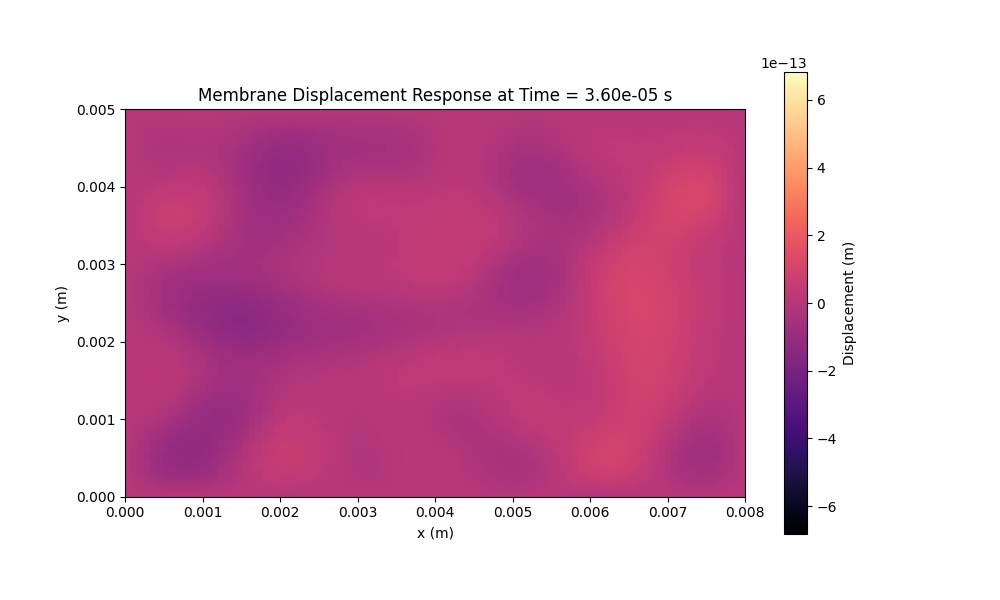 1e−13
Membrane Displacement Response at Time = 3.60e-05 s
0.005
0.004
0.003
0.002
0.001
0.000
y (m)
0.000 0.001 0.002 0.003 0.004 0.005 0.006 0.007 0.008
x (m)
6
4
2
0
−2
−4
−6
Displacement (m)